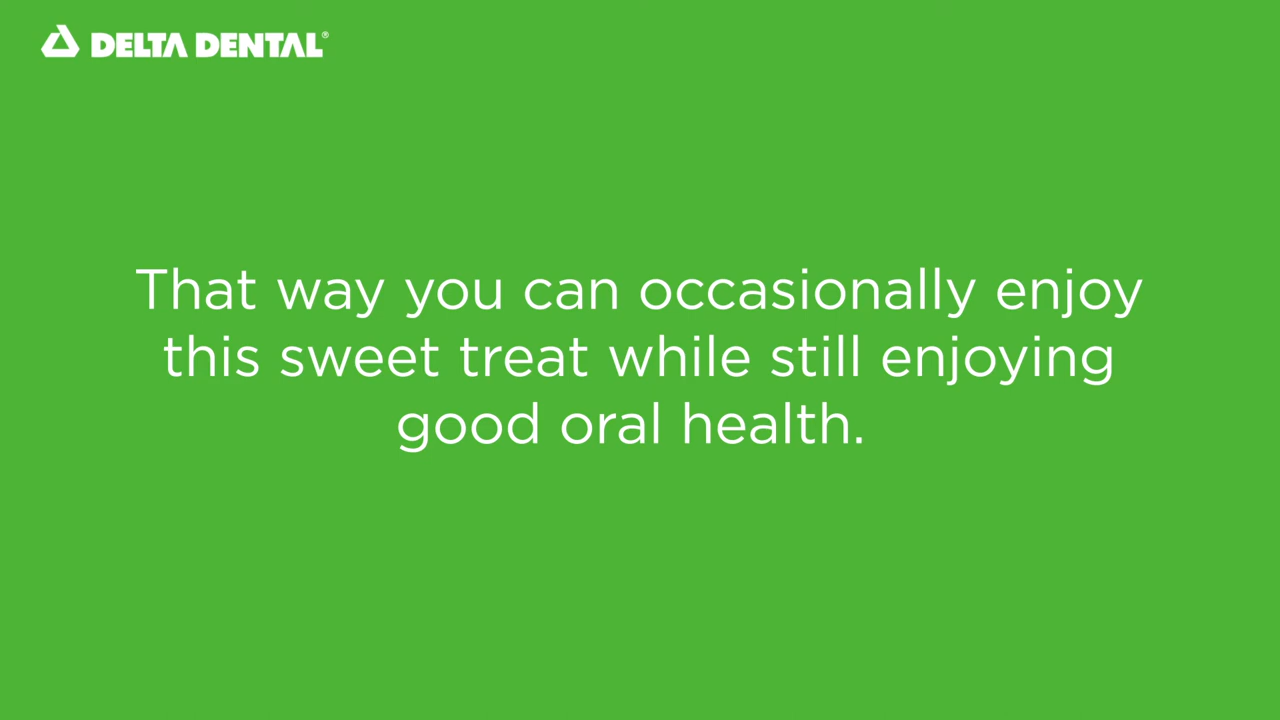 DELTA DENTAL®
That way you can occasionally enjoy
this sweet treat while still enjoying
good oral health.